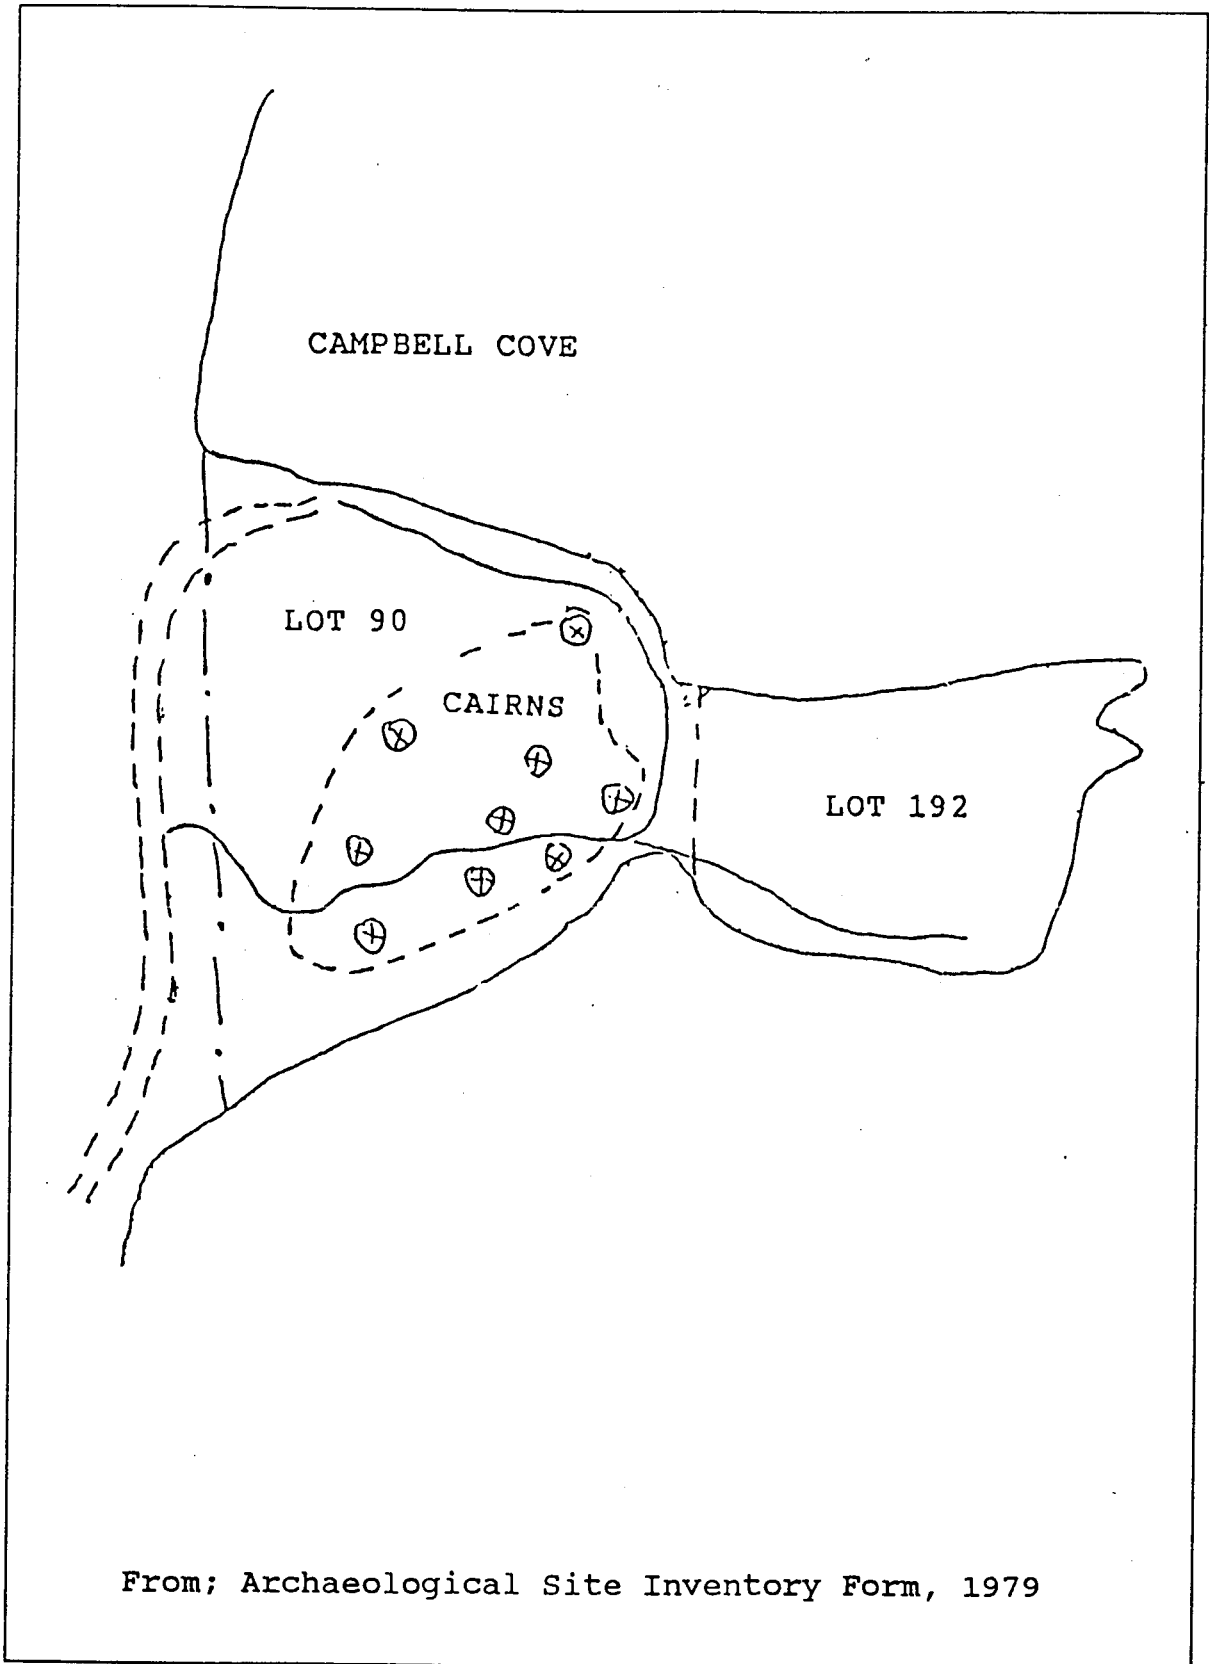 CAMPBELL COVE
LOT 90
CAIRNS
LOT 192
From; Archaeological Site Inventory Form, 1979